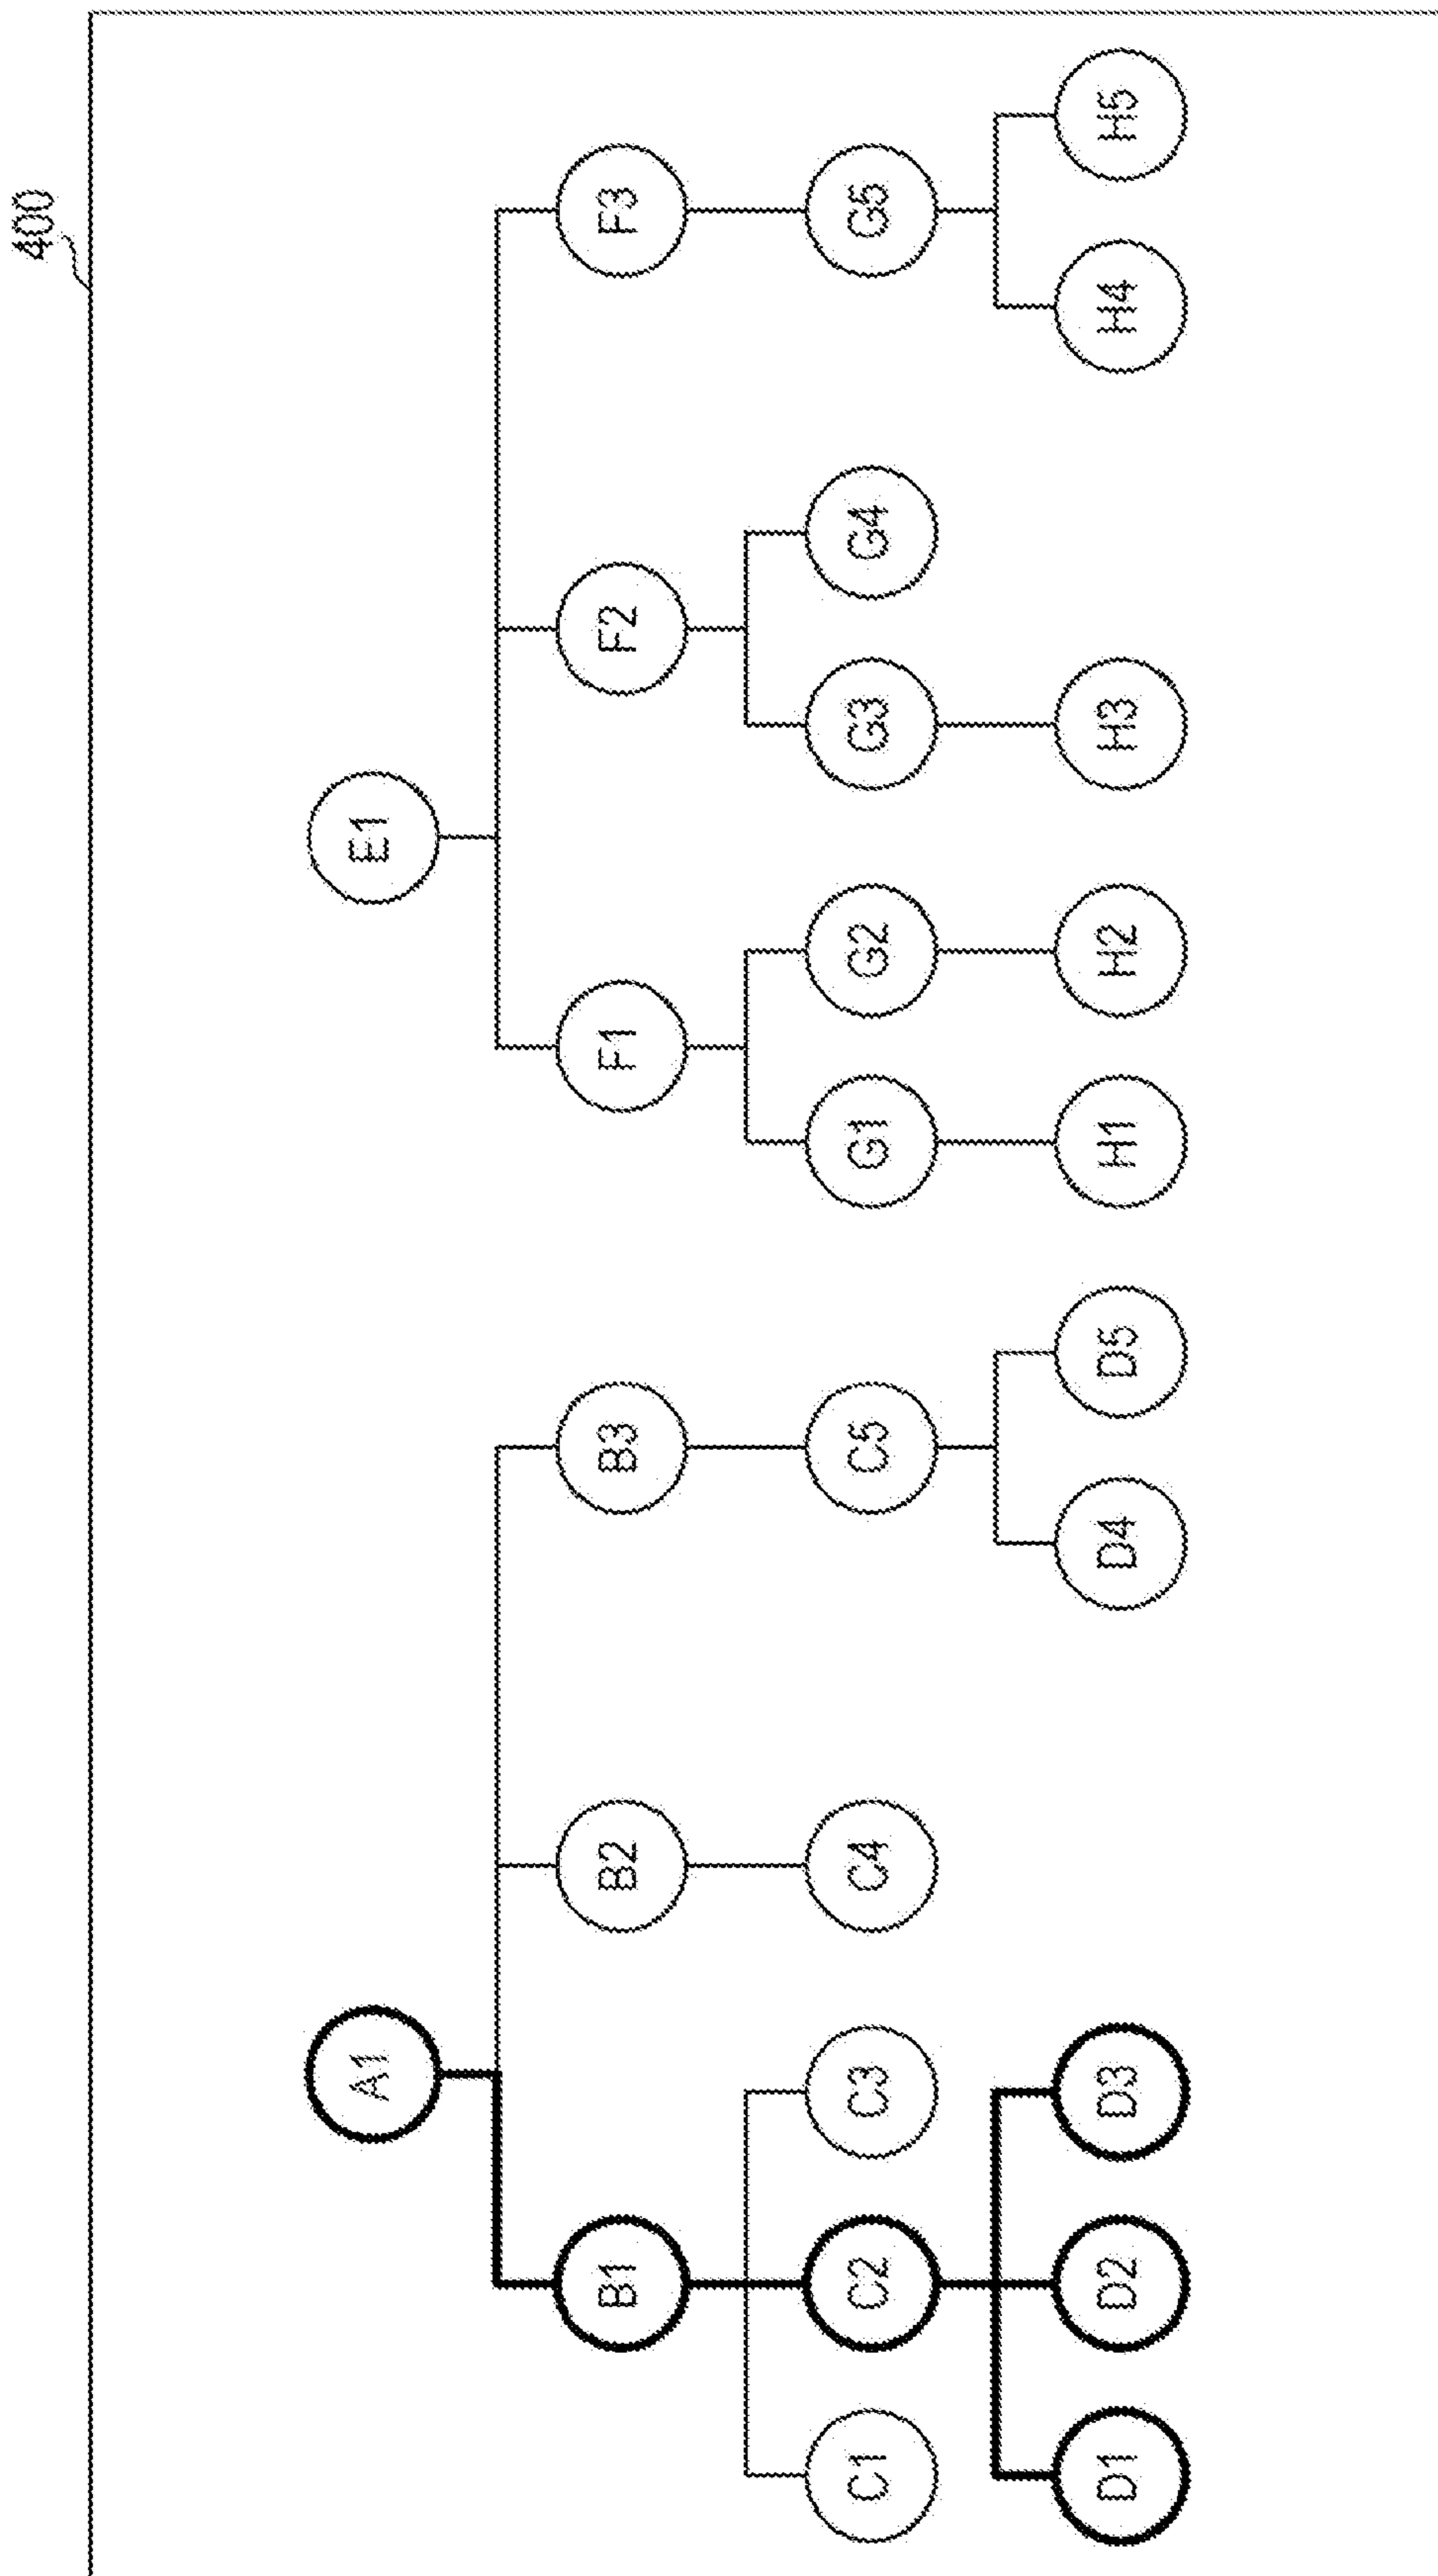 400
A1 E1
B1 B2 B3 F1 F2 F3
C1 C2 C3 C4 C5 G1 G2 G3 G4 G5
D1 D2 D3 D4 D5 H1 H2 H3 H4 H5